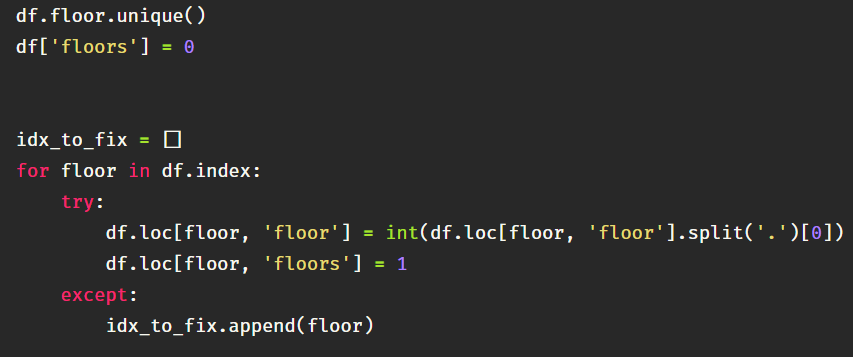 df.floor.unique()
df['floors'] = 0
idx_to_fix = []
for floor in df.index:
    try:
        df.loc[floor, 'floor'] = int(df.loc[floor, 'floor'].split('.')[0])
        df.loc[floor, 'floors'] = 1
    except:
        idx_to_fix.append(floor)